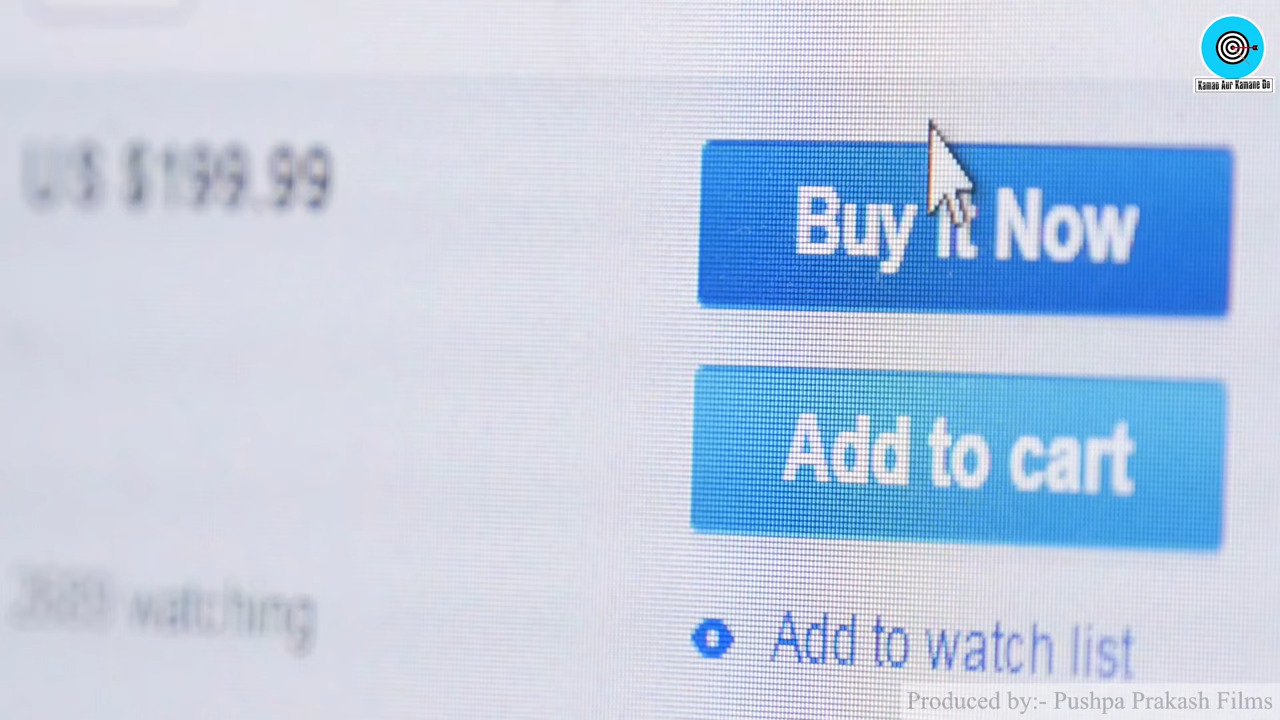 Kamao Aur Kamane Do
US $199.99
Buy it Now
Add to cart
2689 watching
Add to watch list
Produced by:- Pushpa Prakash Films